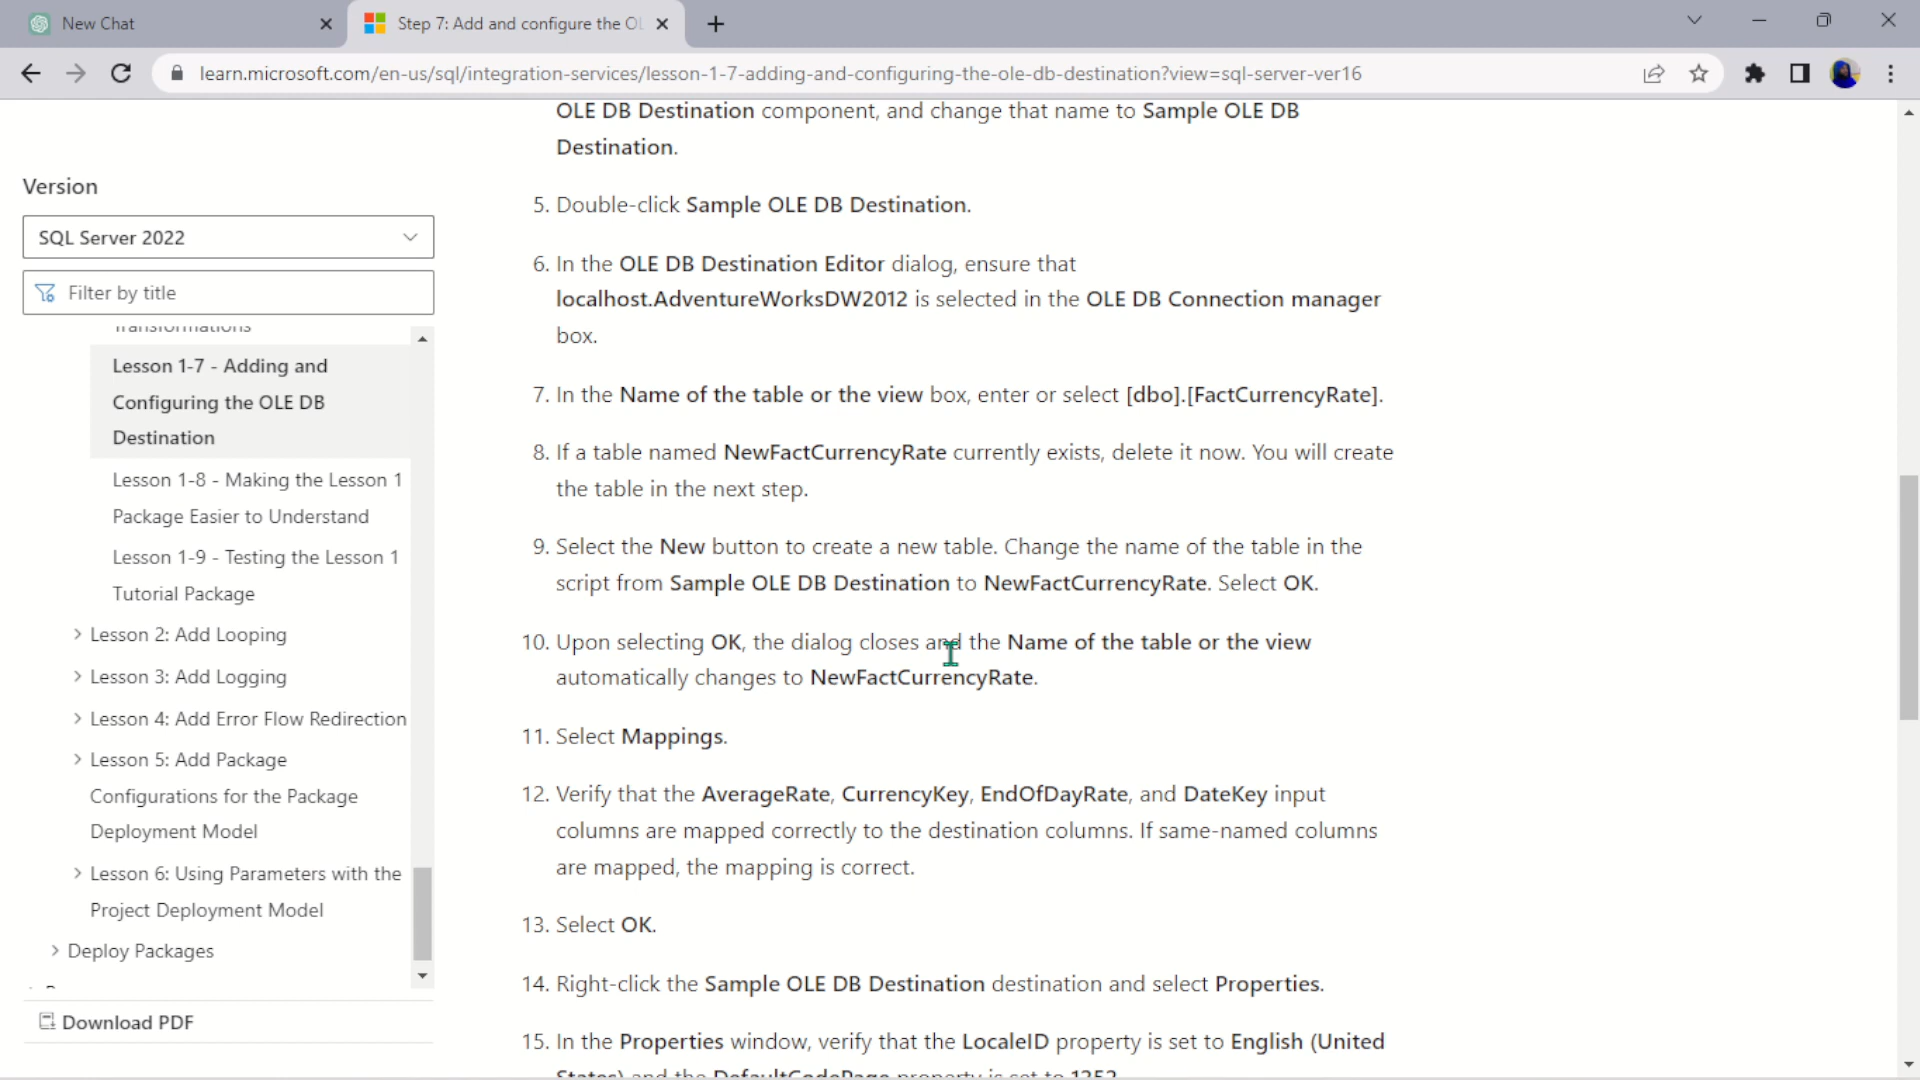 New Chat
Step 7: Add and configure the OL
learn.microsoft.com/en-us/sql/integration-services/lesson-1-7-adding-and-configuring-the-ole-db-destination?view=sql-server-ver16
Version
SQL Server 2022
Filter by title
Transformations
Lesson 1-7 - Adding and
Configuring the OLE DB
Destination
Lesson 1-8 - Making the Lesson 1
Package Easier to Understand
Lesson 1-9 - Testing the Lesson 1
Tutorial Package
Lesson 2: Add Looping
Lesson 3: Add Logging
Lesson 4: Add Error Flow Redirection
Lesson 5: Add Package
Configurations for the Package
Deployment Model
Lesson 6: Using Parameters with the
Project Deployment Model
Deploy Packages
Download PDF
OLE DB Destination component, and change that name to Sample OLE DB
Destination.
5. Double-click Sample OLE DB Destination.
6. In the OLE DB Destination Editor dialog, ensure that
localhost.AdventureWorksDW2012 is selected in the OLE DB Connection manager
box.
7. In the Name of the table or the view box, enter or select [dbo].[FactCurrencyRate].
8. If a table named NewFactCurrencyRate currently exists, delete it now. You will create
the table in the next step.
9. Select the New button to create a new table. Change the name of the table in the
script from Sample OLE DB Destination to NewFactCurrencyRate. Select OK.
10. Upon selecting OK, the dialog closes and the Name of the table or the view
automatically changes to NewFactCurrencyRate.
11. Select Mappings.
12. Verify that the AverageRate, CurrencyKey, EndOfDayRate, and DateKey input
columns are mapped correctly to the destination columns. If same-named columns
are mapped, the mapping is correct.
13. Select OK.
14. Right-click the Sample OLE DB Destination destination and select Properties.
15. In the Properties window, verify that the LocaleID property is set to English (United
States) and the DefaultCodePage property is set to 1252